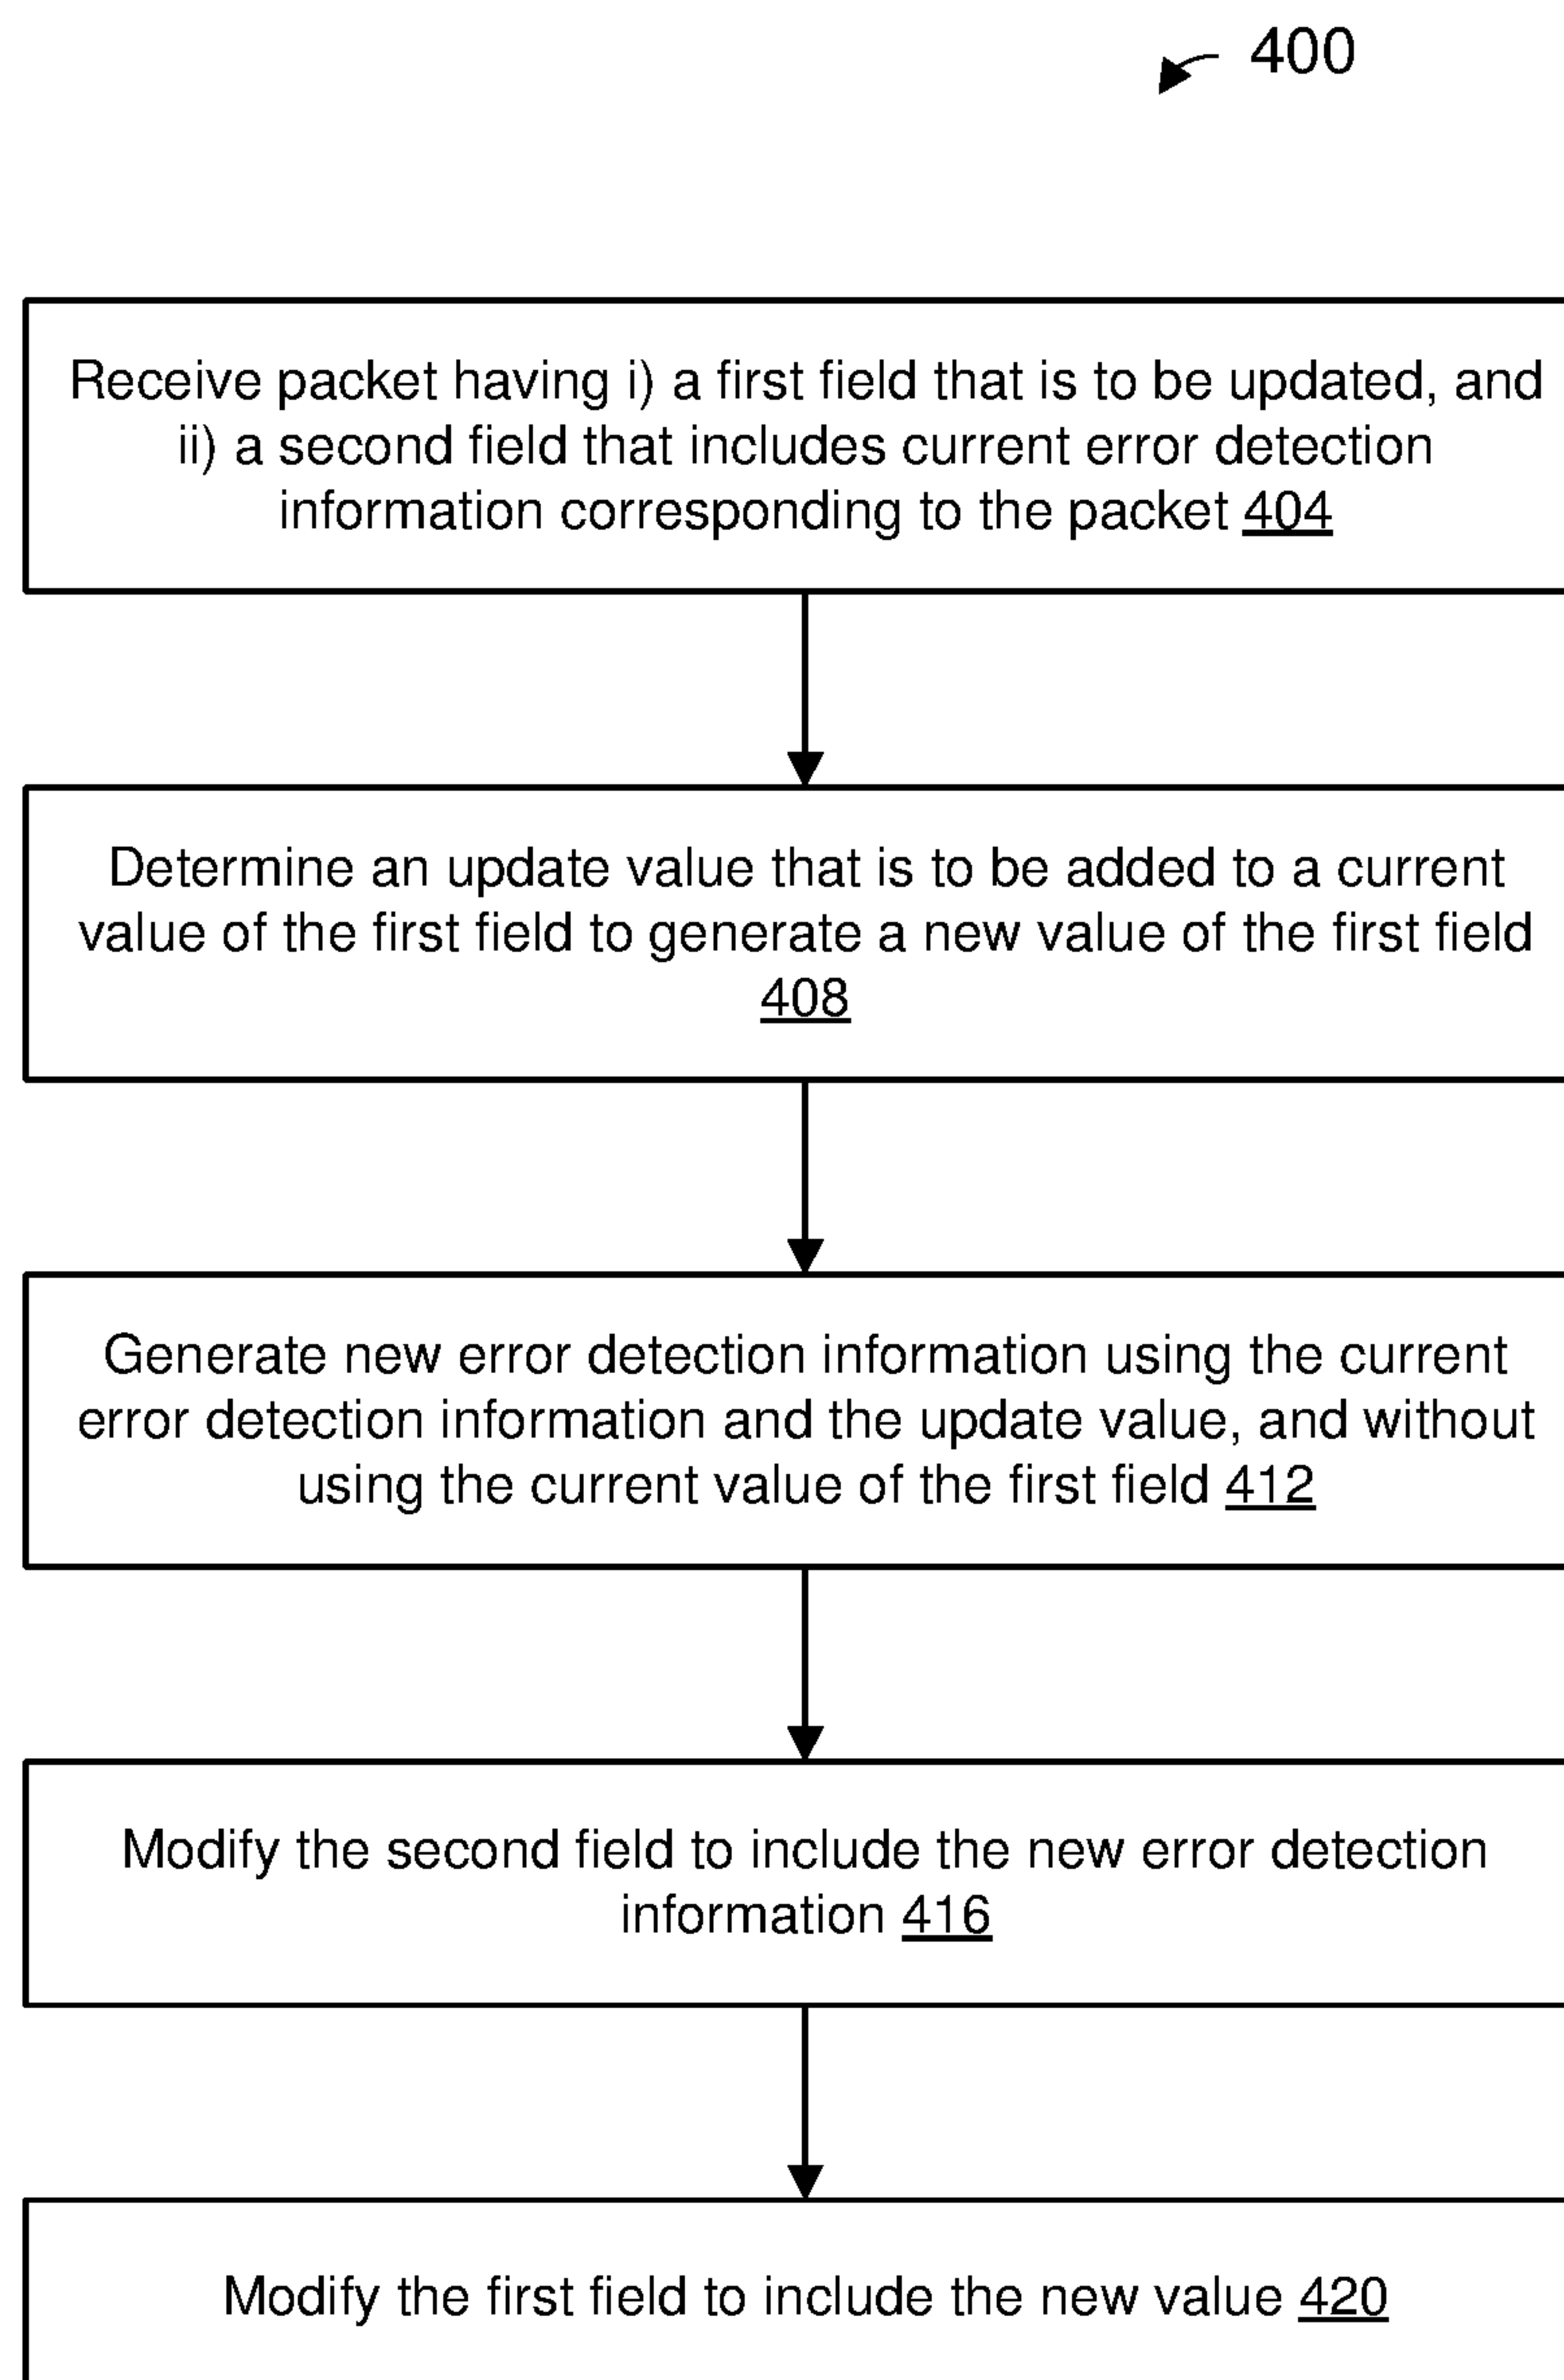 400
Receive packet having i) a first field that is to be updated, and
ii) a second field that includes current error detection
information corresponding to the packet 404
Determine an update value that is to be added to a current
value of the first field to generate a new value of the first field
408
Generate new error detection information using the current
error detection information and the update value, and without
using the current value of the first field 412
Modify the second field to include the new error detection
information 416
Modify the first field to include the new value 420